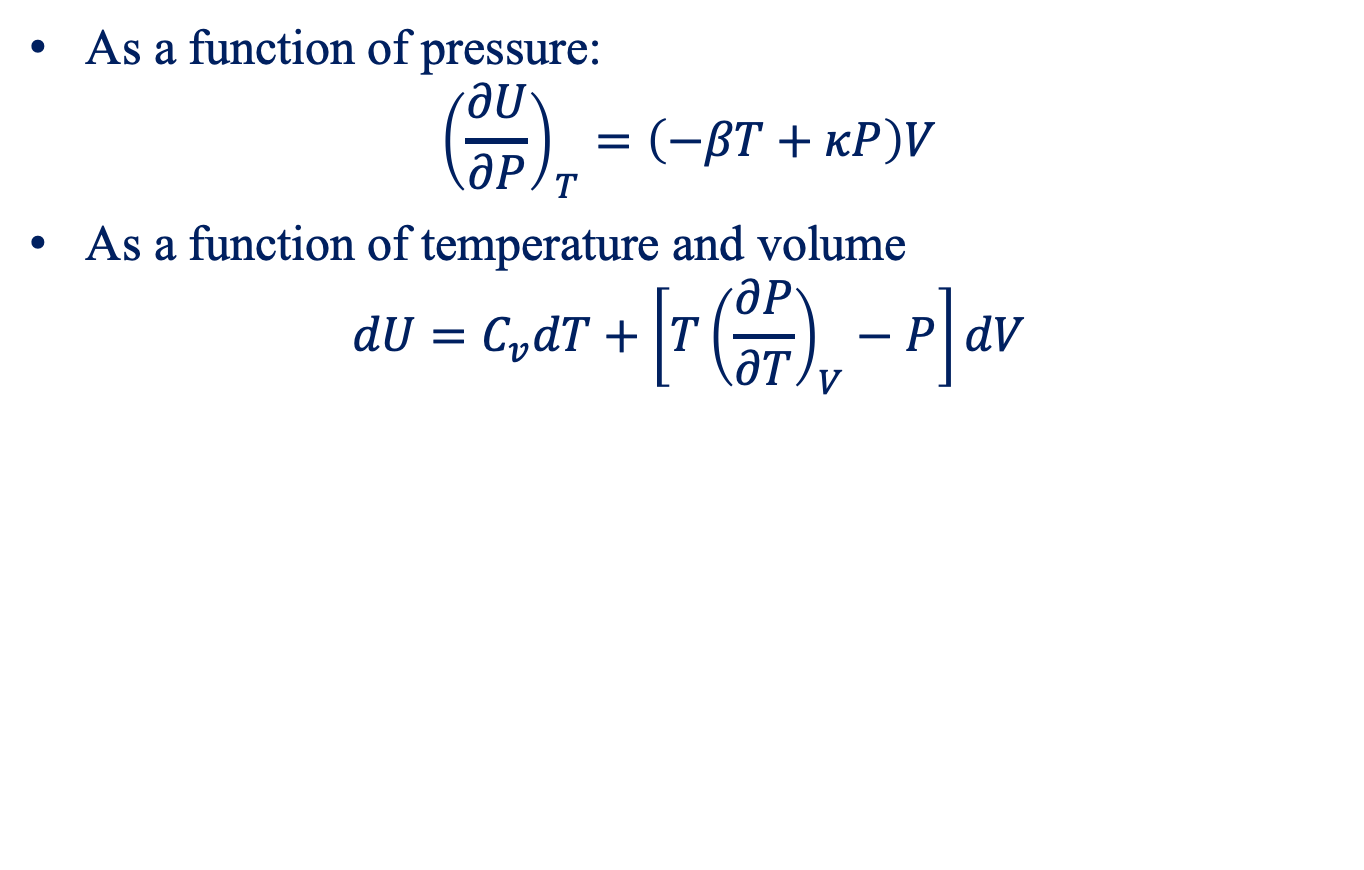 • As a function of pressure:
(∂U/∂P)_T = (−βT + κP)V
• As a function of temperature and volume
dU = C_v dT + [T (∂P/∂T)_V − P] dV